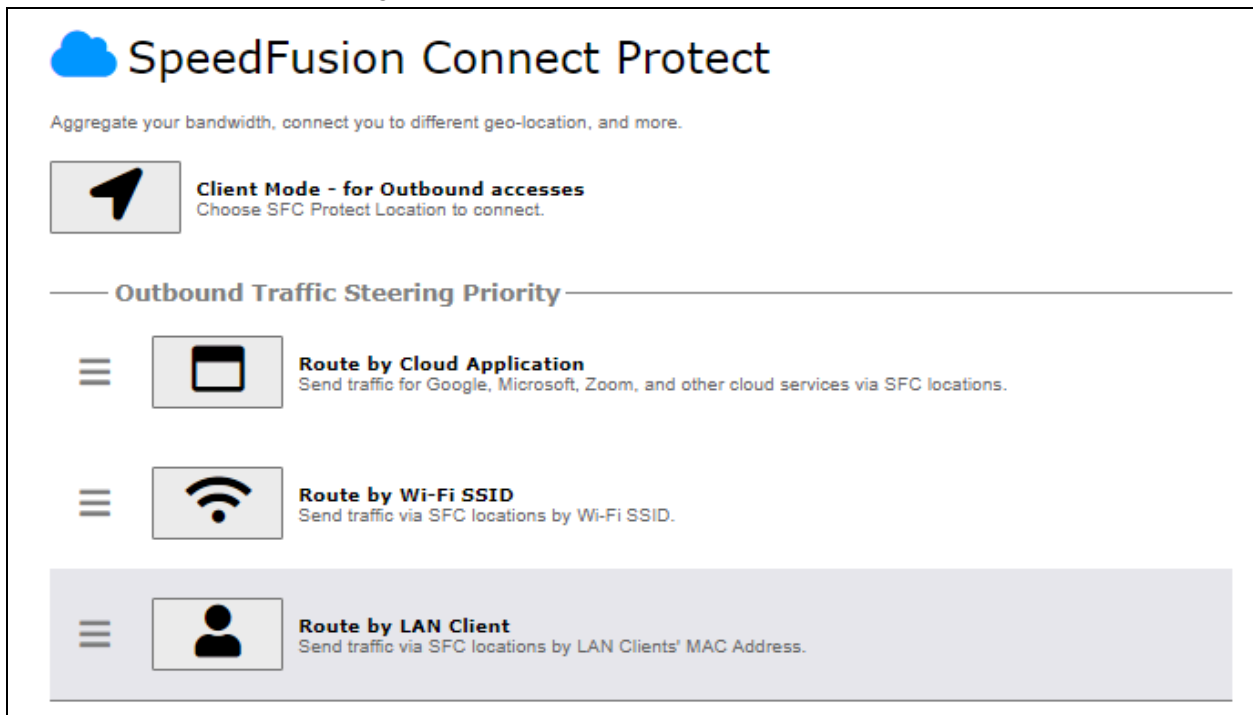 SpeedFusion Connect Protect
Aggregate your bandwidth, connect you to different geo-location, and more.
Client Mode - for Outbound accesses
Choose SFC Protect Location to connect.
Outbound Traffic Steering Priority
Route by Cloud Application
Send traffic for Google, Microsoft, Zoom, and other cloud services via SFC locations.
Route by Wi-Fi SSID
Send traffic via SFC locations by Wi-Fi SSID.
Route by LAN Client
Send traffic via SFC locations by LAN Clients' MAC Address.